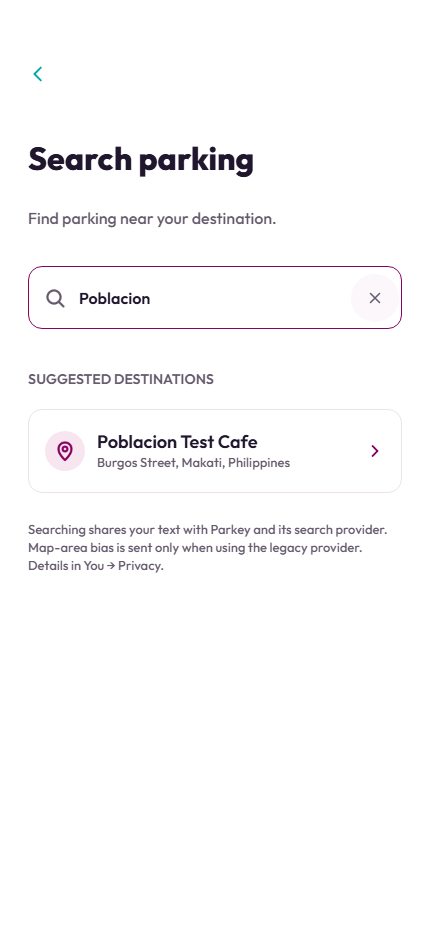 Search parking
Find parking near your destination.
Poblacion
SUGGESTED DESTINATIONS
Poblacion Test Cafe
Burgos Street, Makati, Philippines
Searching shares your text with Parkey and its search provider.
Map-area bias is sent only when using the legacy provider.
Details in You → Privacy.